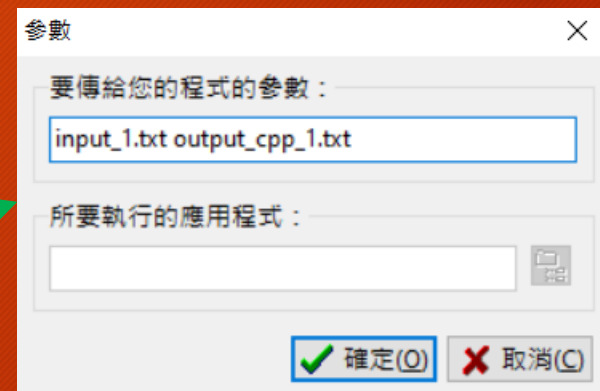 參數
要傳給您的程式的參數：
input_1.txt output_cpp_1.txt
所要執行的應用程式：
確定(O) 取消(C)